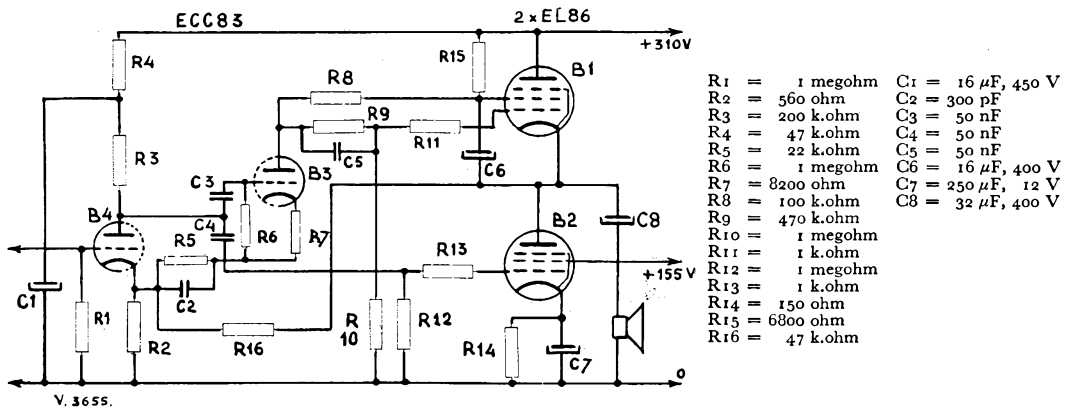 ECC83
2 x EL86
+310V
R4
R15
B1
R8
R9
R11
C5
R3
C6
B3
C3
B4
C4
B2
C8
R5
R6
R7
R13
+155 V
C1
C2
R1
R2
R16
R
10
R12
R14
C7
0
V. 3655.
R1 = 1 megohm
R2 = 560 ohm
R3 = 200 k.ohm
R4 = 47 k.ohm
R5 = 22 k.ohm
R6 = 1 megohm
R7 = 8200 ohm
R8 = 100 k.ohm
R9 = 470 k.ohm
R10 = 1 megohm
R11 = 1 k.ohm
R12 = 1 megohm
R13 = 1 k.ohm
R14 = 150 ohm
R15 = 6800 ohm
R16 = 47 k.ohm
C1 = 16 µF, 450 V
C2 = 300 pF
C3 = 50 nF
C4 = 50 nF
C5 = 50 nF
C6 = 16 µF, 400 V
C7 = 250 µF, 12 V
C8 = 32 µF, 400 V